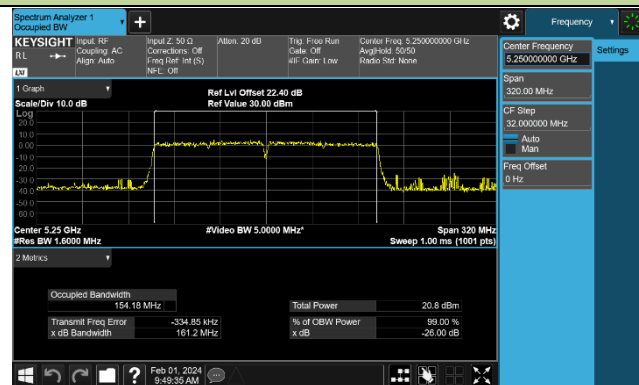 Spectrum Analyzer 1
Occupied BW
Frequency
KEYSIGHT
RL
LXI
Input: RF
Coupling: AC
Align: Auto
Input Z: 50 Ω
Corrections: Off
Freq Ref: Int (S)
NFE: Off
Atten: 20 dB
Trig: Free Run
Gate: Off
#IF Gain: Low
Center Freq: 5.250000000 GHz
Avg|Hold: 50/50
Radio Std: None
Center Frequency
5.250000000 GHz
Settings
Span
320.00 MHz
CF Step
32.000000 MHz
Auto
Man
Freq Offset
0 Hz
1 Graph
Scale/Div 10.0 dB
Ref Lvl Offset 22.40 dB
Ref Value 30.00 dBm
Log
20.0
10.0
0.00
-10.0
-20.0
-30.0
-40.0
-50.0
-60.0
Center 5.25 GHz
#Res BW 1.6000 MHz
#Video BW 5.0000 MHz*
Span 320 MHz
Sweep 1.00 ms (1001 pts)
2 Metrics
Occupied Bandwidth
154.18 MHz
Total Power 20.8 dBm
Transmit Freq Error -334.85 kHz
% of OBW Power 99.00 %
x dB Bandwidth 161.2 MHz
x dB -26.00 dB
Feb 01, 2024
9:49:35 AM